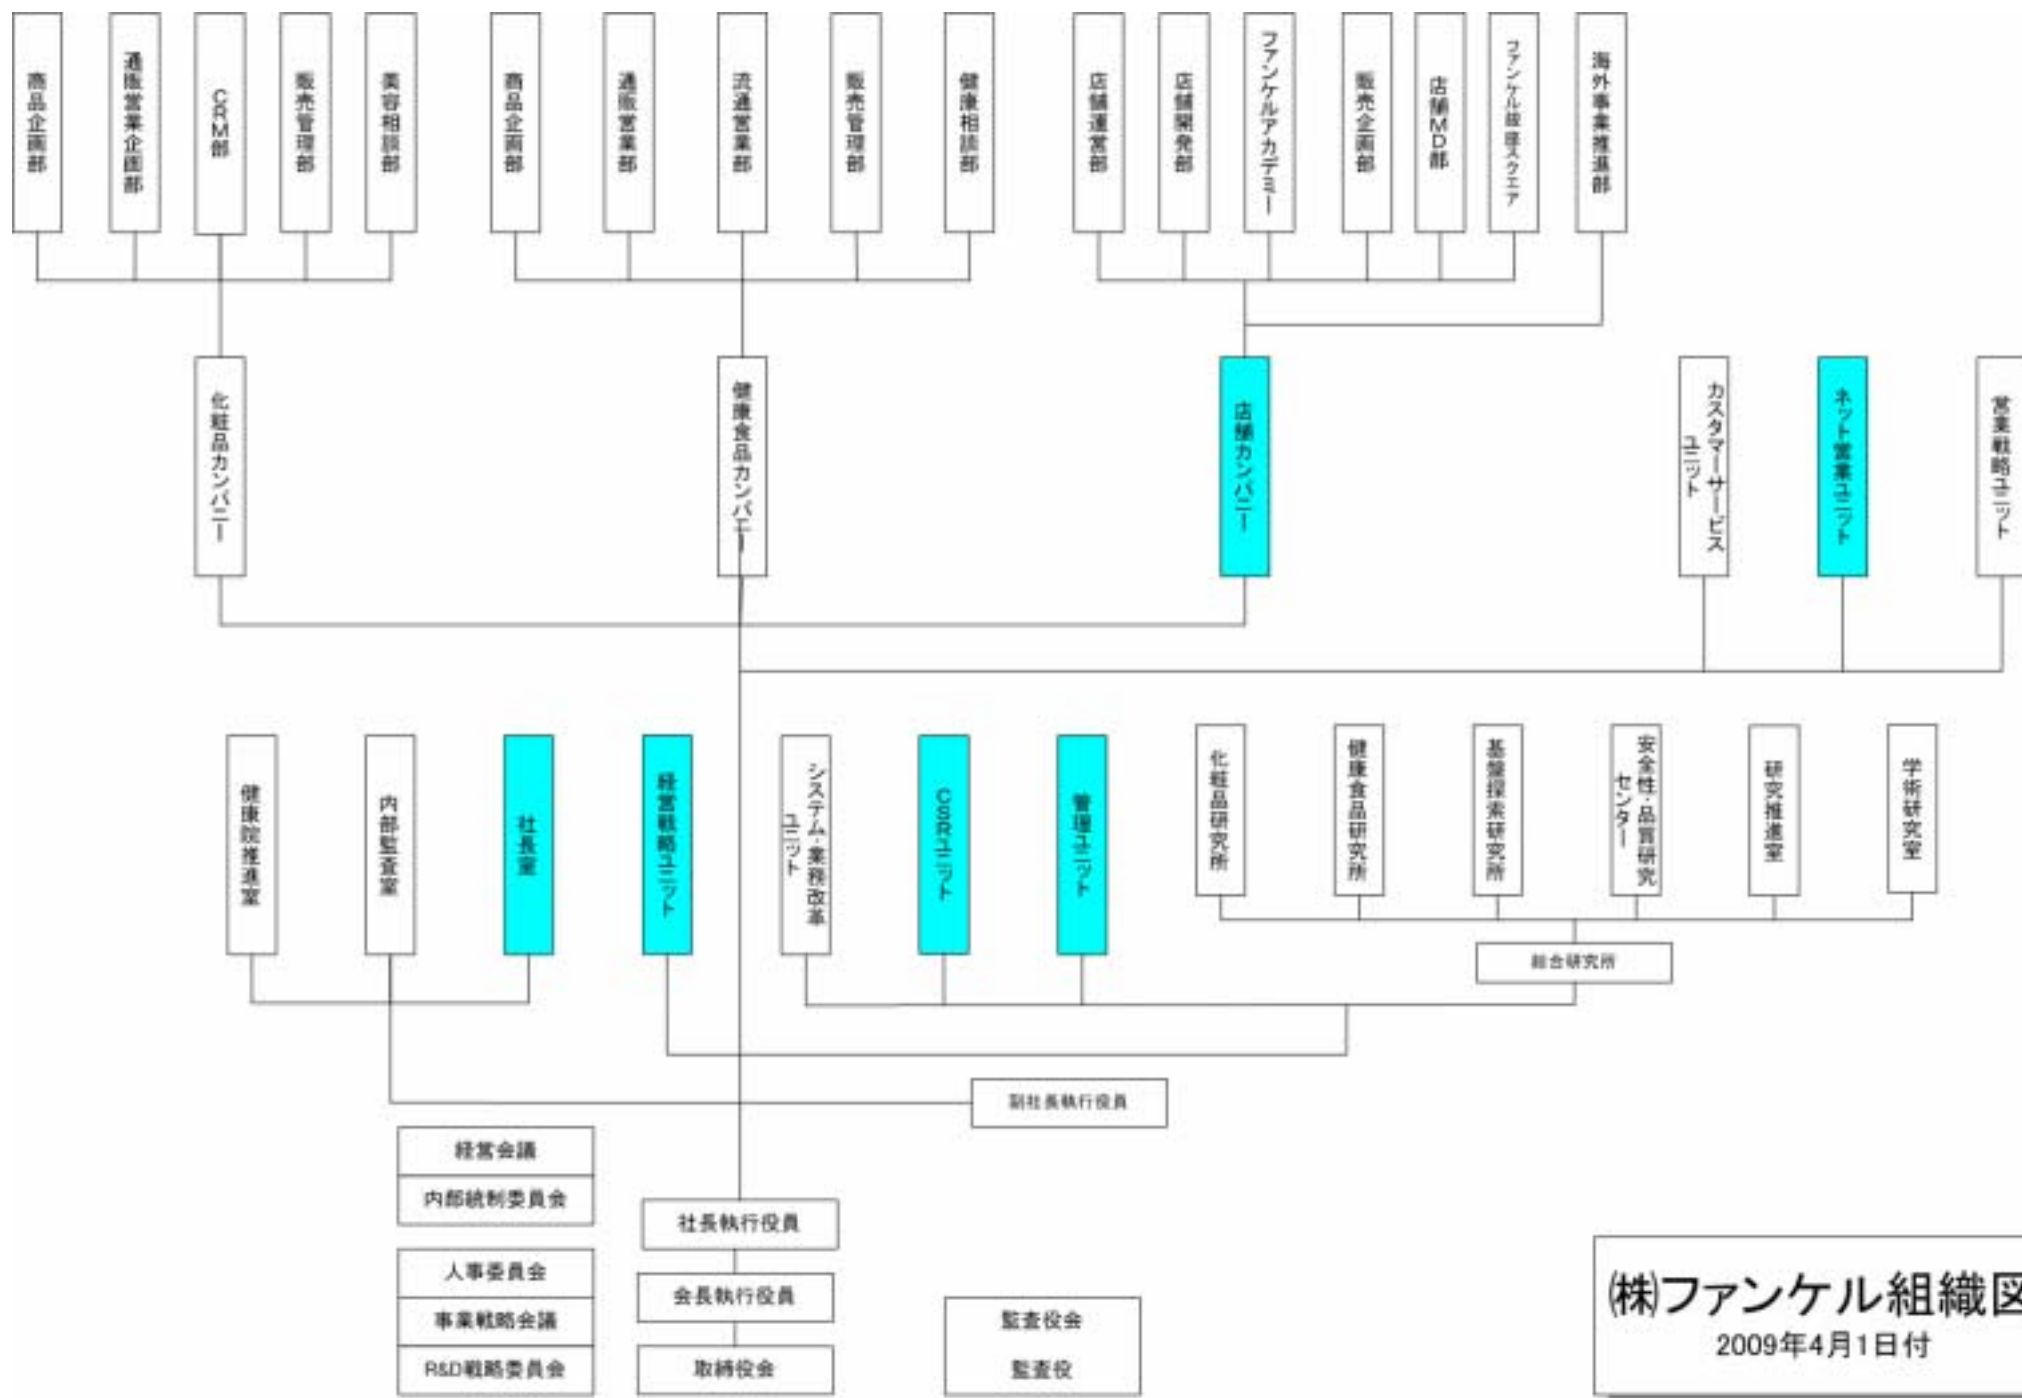 商品企画部
通販営業企画部
CRM部
販売管理部
美容相談部
商品企画部
通販営業部
流通営業部
販売管理部
健康相談部
店舗運営部
店舗開発部
ファンケルアカデミー
販売企画部
店舗MD部
ファンケル銀座スクエア
海外事業推進部
化粧品カンパニー
健康食品カンパニー
店舗カンパニー
カスタマーサービス
ユニット
ネット営業ユニット
営業戦略ユニット
健康院推進室
内部監査室
社長室
経営戦略ユニット
システム・業務改革
ユニット
CSRユニット
管理ユニット
化粧品研究所
健康食品研究所
基盤探索研究所
安全性・品質研究
センター
研究推進室
学術研究室
総合研究所
副社長執行役員
経営会議
内部統制委員会
社長執行役員
人事委員会
会長執行役員
事業戦略会議
監査役会
R&D戦略委員会
取締役会
監査役
㈱ファンケル組織図
2009年4月1日付